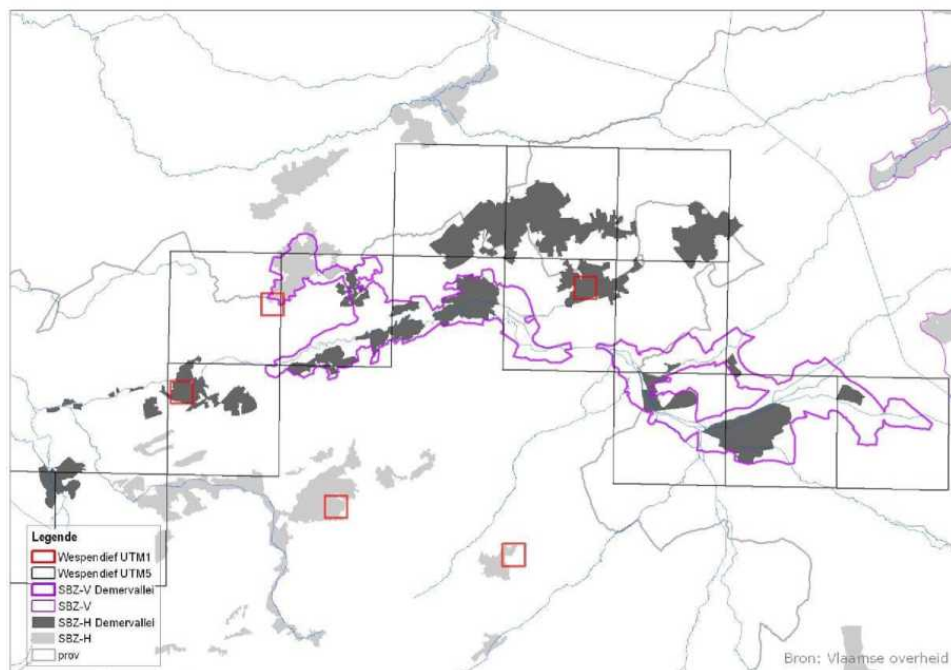 Legende
Wespendief UTM1
Wespendief UTM5
SBZ-V Demervallei
SBZ-V
SBZ-H Demervallei
SBZ-H
prov
Bron: Vlaamse overheid